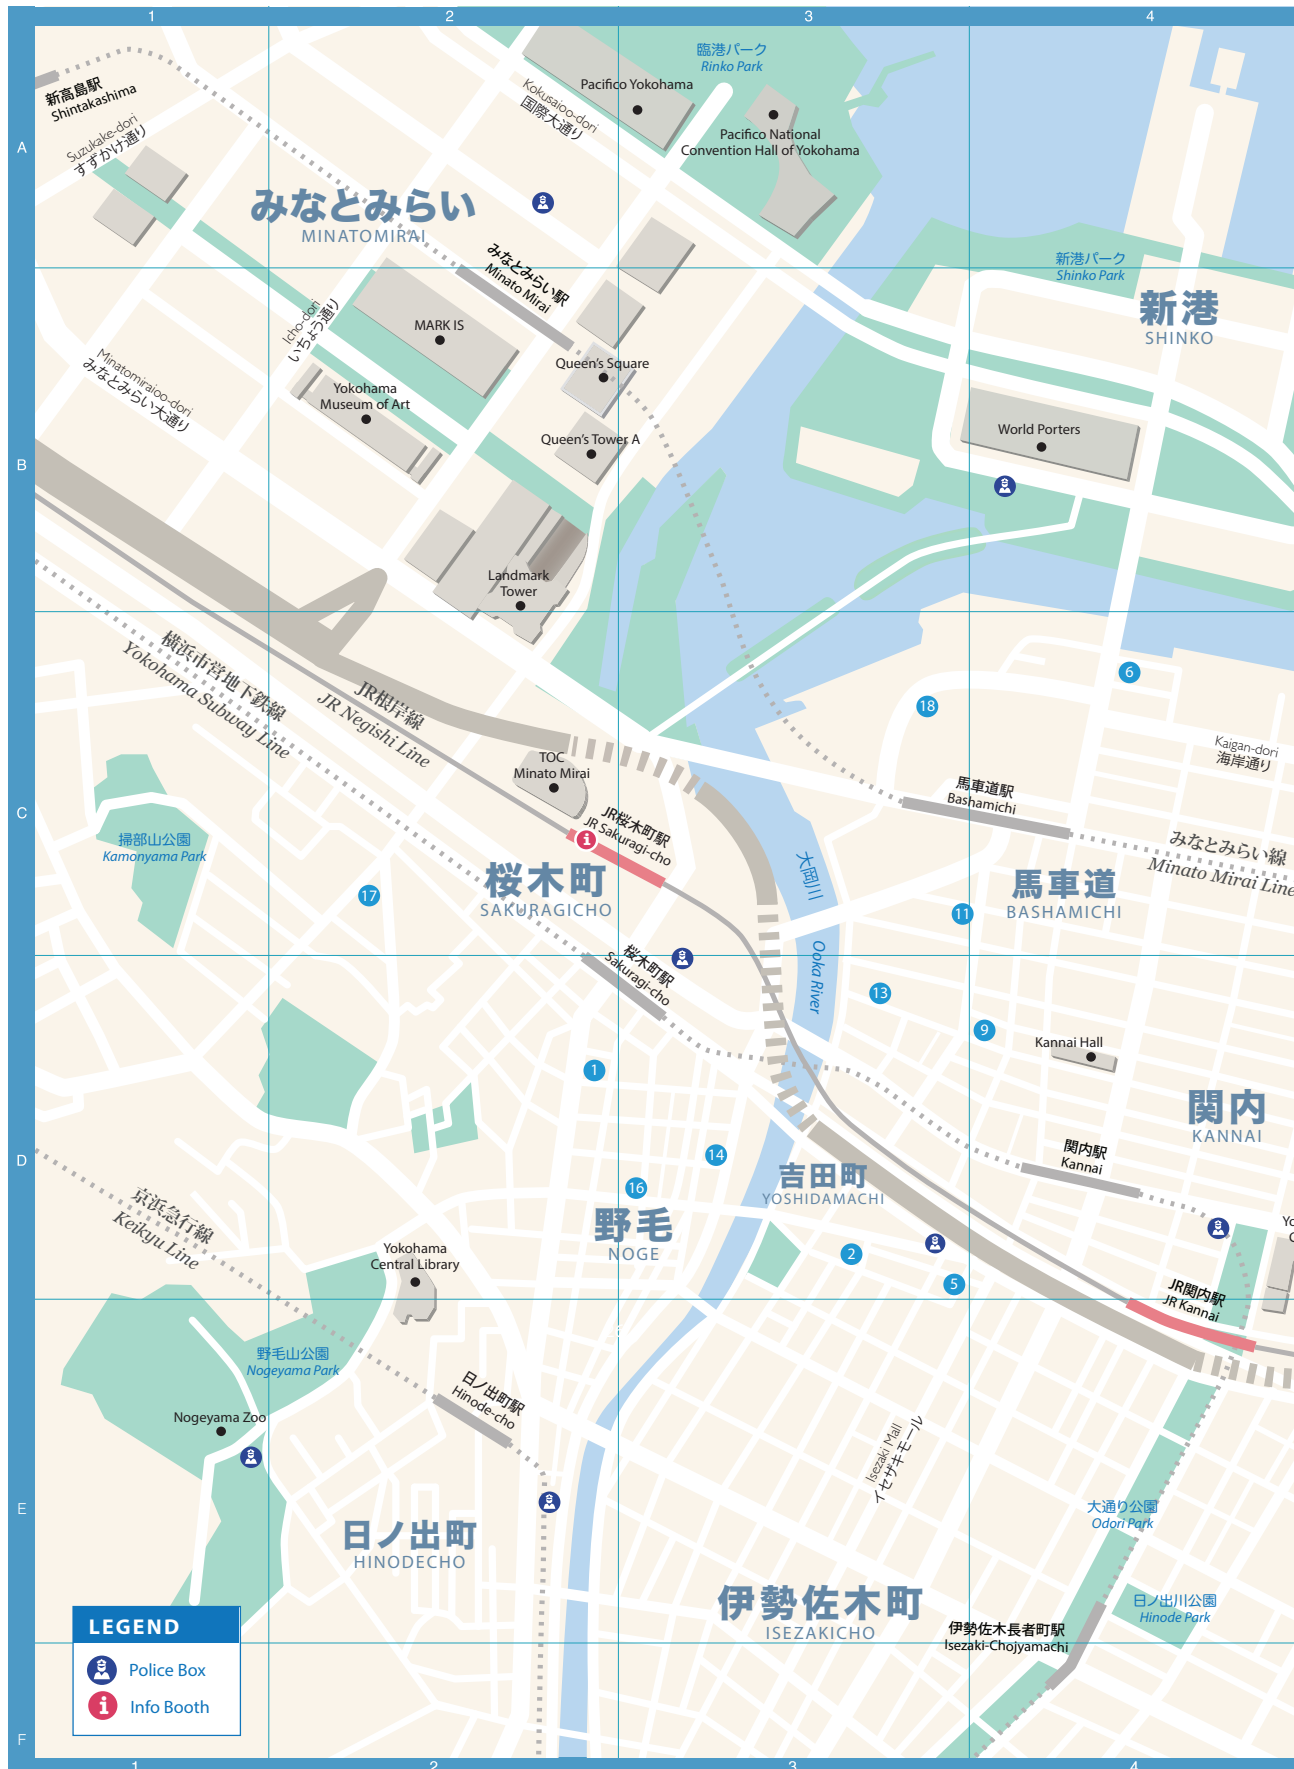 1
2
3
4
臨港パーク
Rinko Park
新高島駅
Shintakashima
Pacifico Yokohama
Kokusaioo-dori
国際大通り
Suzukake-dori
すずかけ通り
Pacifico National
Convention Hall of Yokohama
A
みなとみらい
MINATOMIRAI
みなとみらい駅
Minato Mirai
新港パーク
Shinko Park
新港
SHINKO
Icho-dori
いちょう通り
MARK IS
Minatomiraioo-dori
みなとみらい大通り
Queen's Square
Yokohama
Museum of Art
Queen's Tower A
World Porters
B
Landmark
Tower
横浜市営地下鉄線
Yokohama Subway Line
JR根岸線
JR Negishi Line
6
18
Kaigan-dori
海岸通り
TOC
Minato Mirai
馬車道駅
Bashamichi
C
JR桜木町駅
JR Sakuragi-cho
掃部山公園
Kamonyama Park
みなとみらい線
Minato Mirai Line
大岡川
Ooka River
桜木町
SAKURAGICHO
17
馬車道
BASHAMICHI
11
桜木町駅
Sakuragi-cho
13
9
Kannai Hall
1
関内
KANNAI
D
14
関内駅
Kannai
吉田町
YOSHIDAMACHI
16
京浜急行線
Keikyu Line
野毛
NOGE
Yo
C
2
Yokohama
Central Library
5
JR関内駅
JR Kannai
野毛山公園
Nogeyama Park
日ノ出町駅
Hinode-cho
Nogeyama Zoo
Isezaki Mall
イセザキモール
E
大通り公園
Odori Park
日ノ出町
HINODECHO
伊勢佐木町
ISEZAKICHO
日ノ出川公園
Hinode Park
伊勢佐木長者町駅
Isezaki-Chojyamachi
LEGEND
Police Box
i Info Booth
F
1
2
3
4